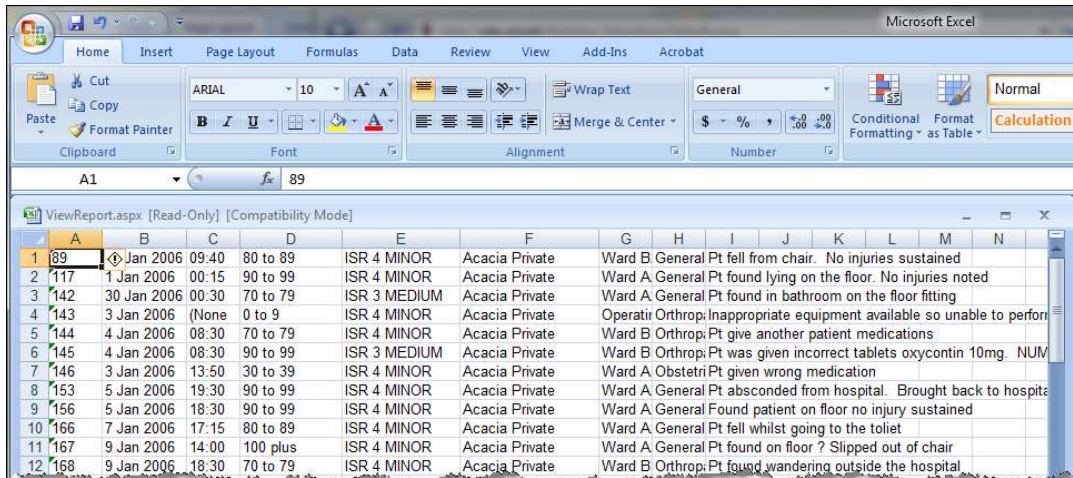 Microsoft Excel
Home Insert Page Layout Formulas Data Review View Add-Ins Acrobat
Paste
Cut
Copy
Format Painter
Clipboard
ARIAL 10 A A
B I U A
Font
Wrap Text
Merge & Center
Alignment
General
$ % , .00 .0 .00
Number
Conditional Formatting
Format as Table
Normal
Calculation
A1 fx 89
ViewReport.aspx [Read-Only] [Compatibility Mode]
A B C D E F G H I J K L M N
1 89 Jan 2006 09:40 80 to 89 ISR 4 MINOR Acacia Private Ward B General Pt fell from chair. No injuries sustained
2 117 1 Jan 2006 00:15 90 to 99 ISR 4 MINOR Acacia Private Ward A General Pt found lying on the floor. No injuries noted
3 142 30 Jan 2006 00:30 70 to 79 ISR 3 MEDIUM Acacia Private Ward A General Pt found in bathroom on the floor fitting
4 143 3 Jan 2006 (None 0 to 9 ISR 4 MINOR Acacia Private Operatin Orthop Inappropriate equipment available so unable to perforr
5 144 4 Jan 2006 08:30 70 to 79 ISR 4 MINOR Acacia Private Ward B Orthop Pt give another patient medications
6 145 4 Jan 2006 08:30 90 to 99 ISR 3 MEDIUM Acacia Private Ward B Orthop Pt was given incorrect tablets oxycontin 10mg. NUM
7 146 3 Jan 2006 13:50 30 to 39 ISR 4 MINOR Acacia Private Ward A Obstetri Pt given wrong medication
8 153 5 Jan 2006 19:30 90 to 99 ISR 4 MINOR Acacia Private Ward A General Pt absconded from hospital. Brought back to hospita
9 156 5 Jan 2006 18:30 90 to 99 ISR 4 MINOR Acacia Private Ward A General Found patient on floor no injury sustained
10 166 7 Jan 2006 17:15 80 to 89 ISR 4 MINOR Acacia Private Ward A General Pt fell whilst going to the toliet
11 167 9 Jan 2006 14:00 100 plus ISR 4 MINOR Acacia Private Ward A General Pt found on floor ? Slipped out of chair
12 168 9 Jan 2006 18:30 70 to 79 ISR 4 MINOR Acacia Private Ward B Orthop Pt found wandering outside the hospital